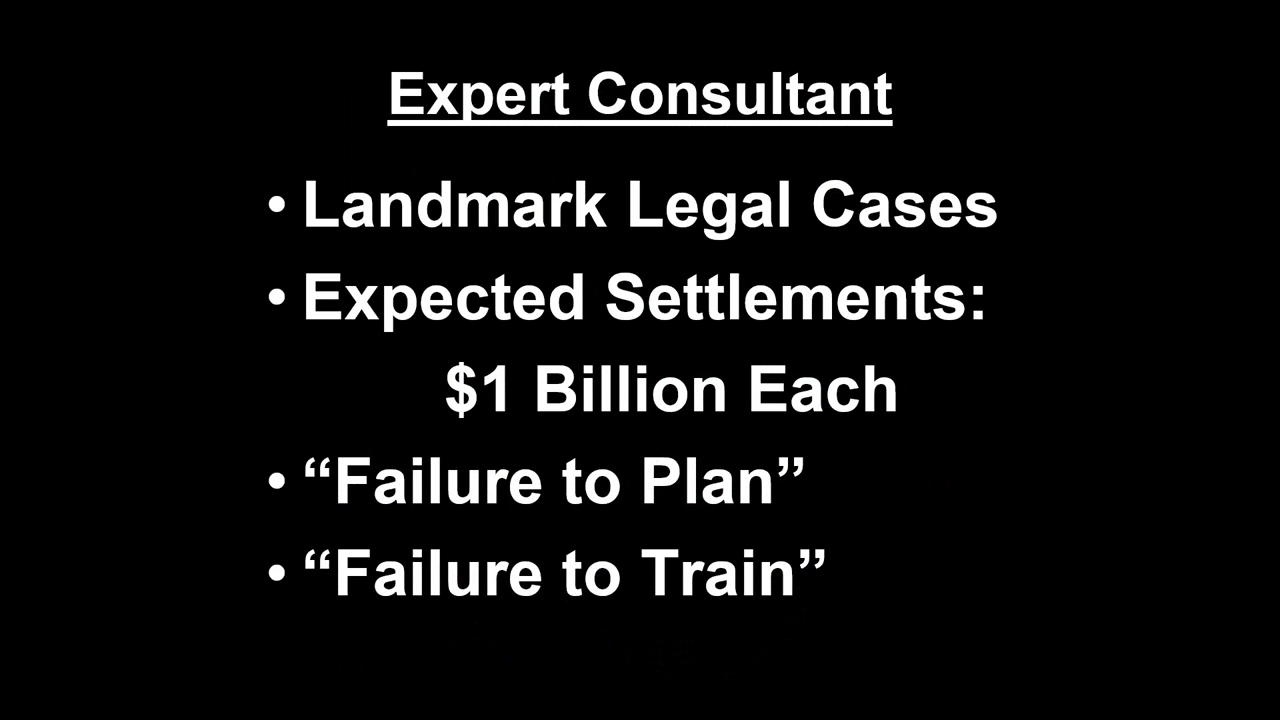 Expert Consultant
• Landmark Legal Cases
• Expected Settlements:
$1 Billion Each
• “Failure to Plan”
• “Failure to Train”